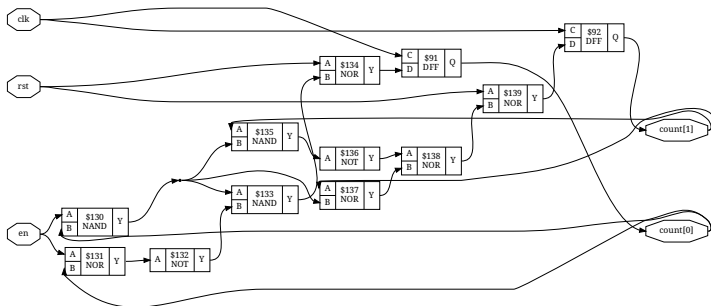 clk
C
$92
DFF
Q
D
C
$91
DFF
Q
D
A
$134
NOR
Y
B
rst
A
$139
NOR
Y
B
count[1]
A
$135
NAND
Y
B
A
$136
NOT
Y
A
$138
NOR
Y
B
A
$137
NOR
Y
B
A
$133
NAND
Y
B
A
$130
NAND
Y
B
en
count[0]
A
$131
NOR
Y
B
A
$132
NOT
Y